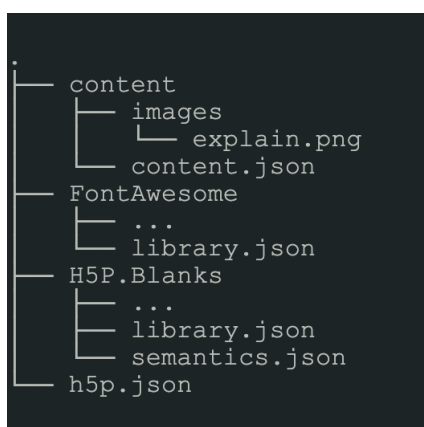 .
├── content
│   ├── images
│   │   └── explain.png
│   └── content.json
├── FontAwesome
│   ├── ...
│   └── library.json
├── H5P.Blanks
│   ├── ...
│   ├── library.json
│   └── semantics.json
└── h5p.json